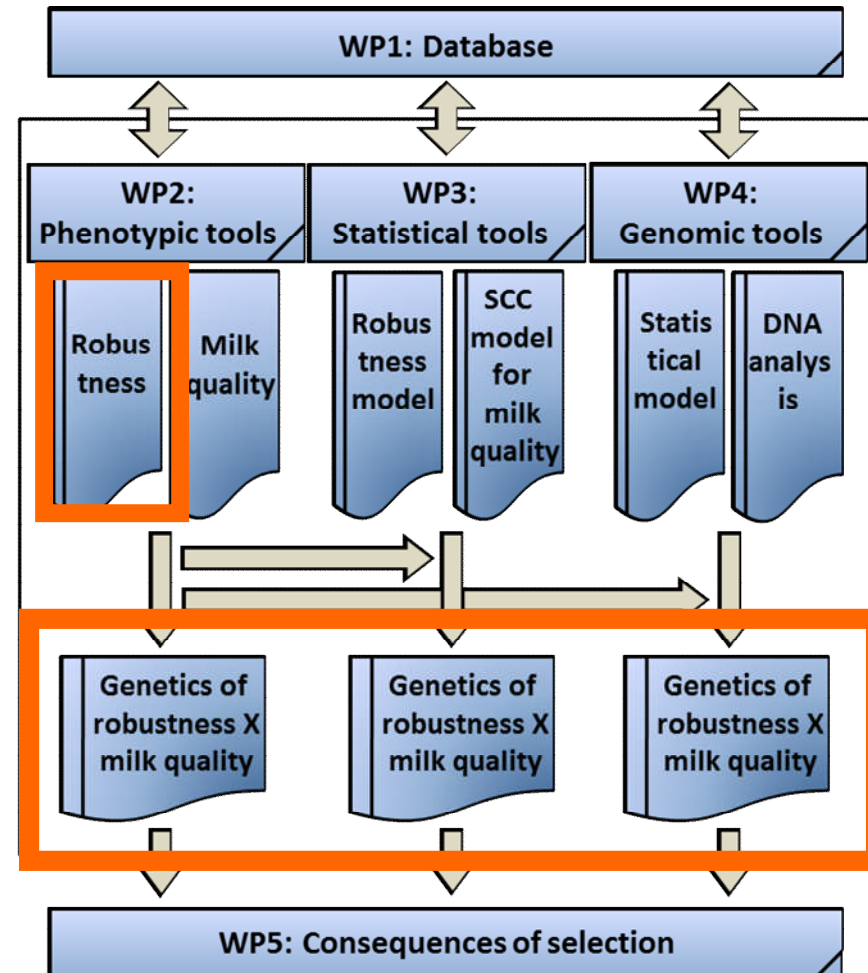 WP1: Database
WP2:
Phenotypic tools
WP3:
Statistical tools
WP4:
Genomic tools
Robus
tness
Milk
quality
Robus
tness
model
SCC
model
for
milk
quality
Statis
tical
model
DNA
analys
is
Genetics of
robustness X
milk quality
Genetics of
robustness X
milk quality
Genetics of
robustness X
milk quality
WP5: Consequences of selection